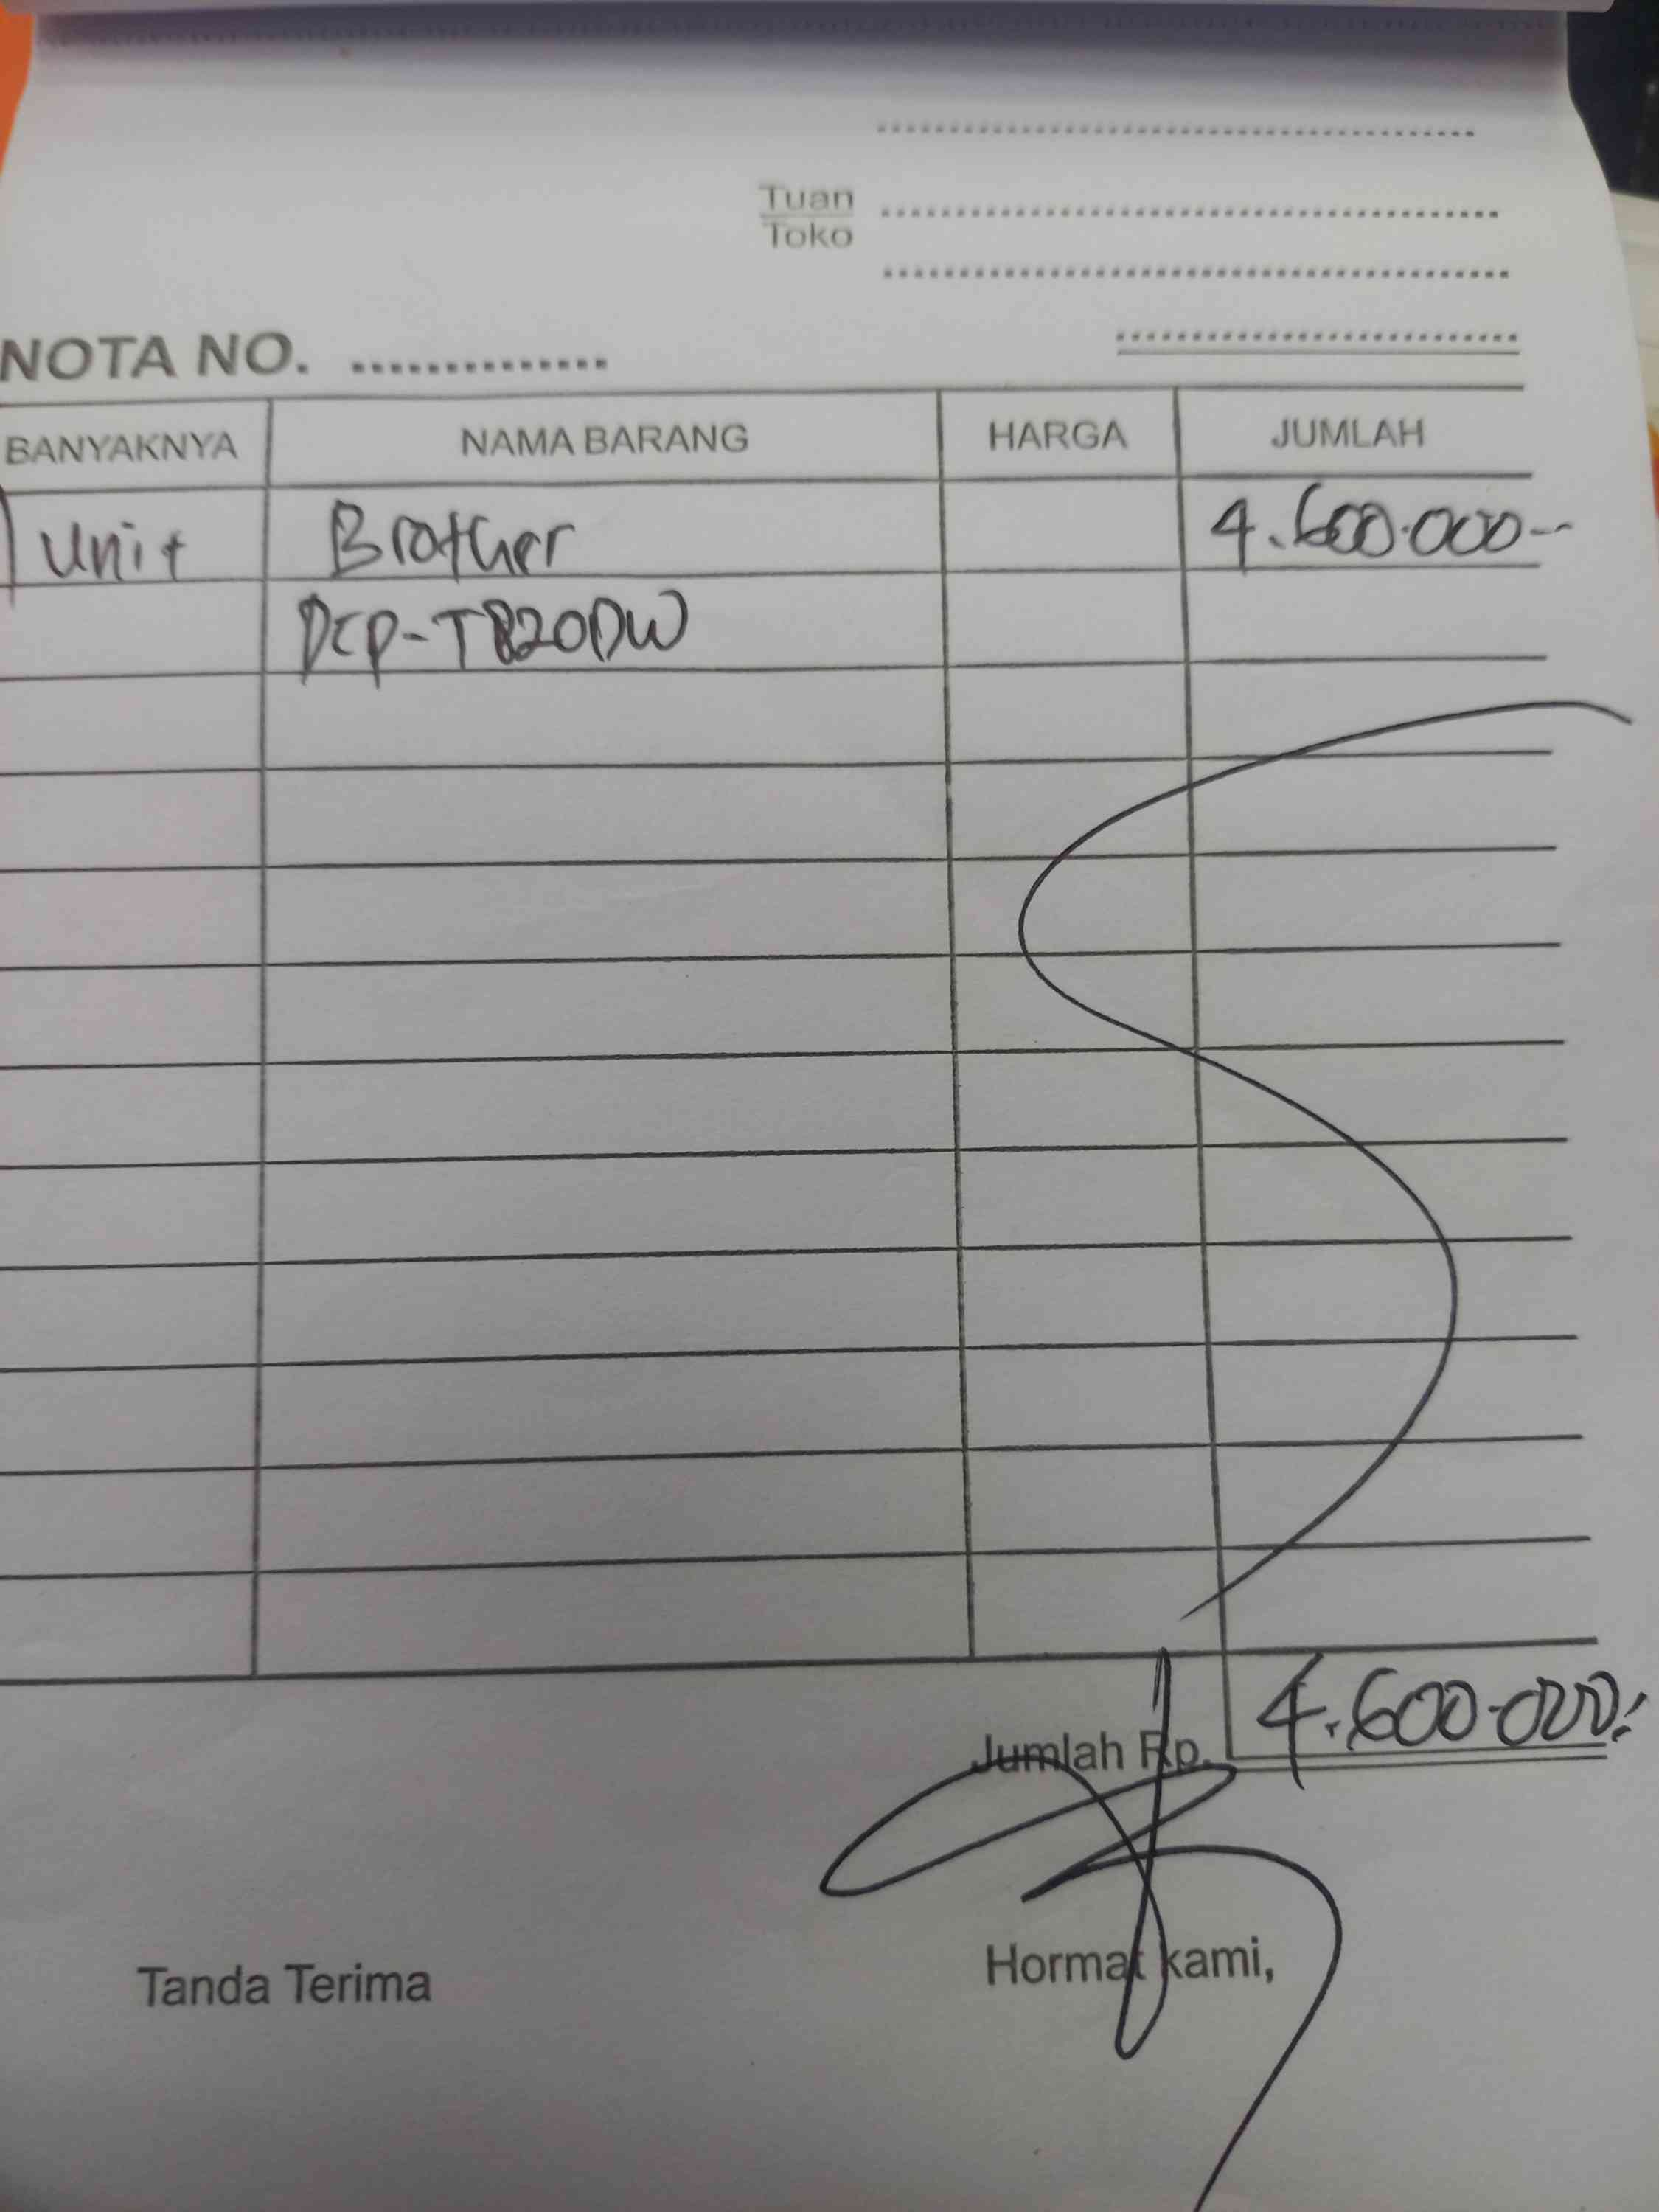 Tuan
Toko
NOTA NO. ..............
BANYAKNYA NAMA BARANG HARGA JUMLAH
1 Unit Brother 4.600.000--
DCP-T820DW
Jumlah Rp. 4.600.000:-
Tanda Terima Hormat kami,